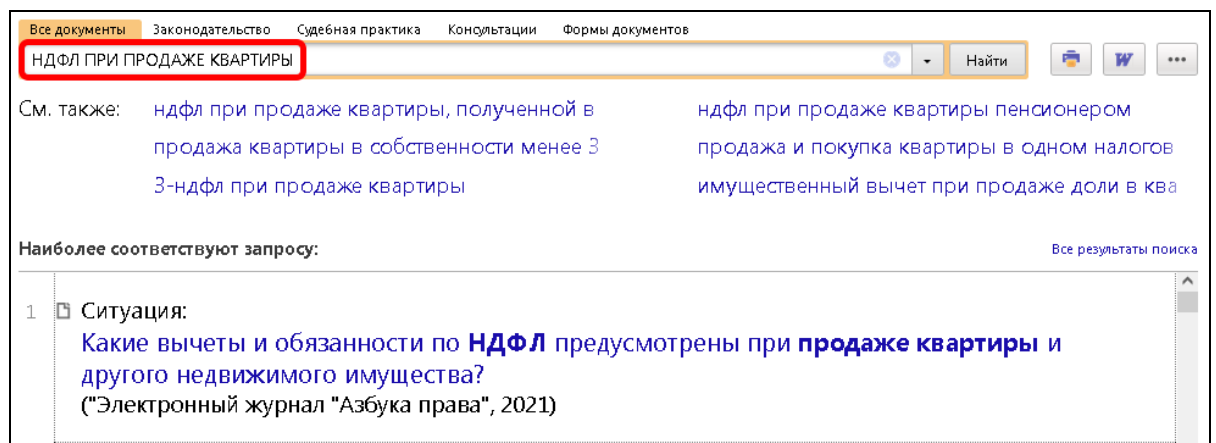 Все документы Законодательство Судебная практика Консультации Формы документов
НДФЛ ПРИ ПРОДАЖЕ КВАРТИРЫ Найти W
См. также: ндфл при продаже квартиры, полученной в ндфл при продаже квартиры пенсионером
продажа квартиры в собственности менее 3 продажа и покупка квартиры в одном налогов
3-ндфл при продаже квартиры имущественный вычет при продаже доли в ква
Наиболее соответствуют запросу: Все результаты поиска
1 Ситуация:
Какие вычеты и обязанности по НДФЛ предусмотрены при продаже квартиры и
другого недвижимого имущества?
("Электронный журнал "Азбука права", 2021)